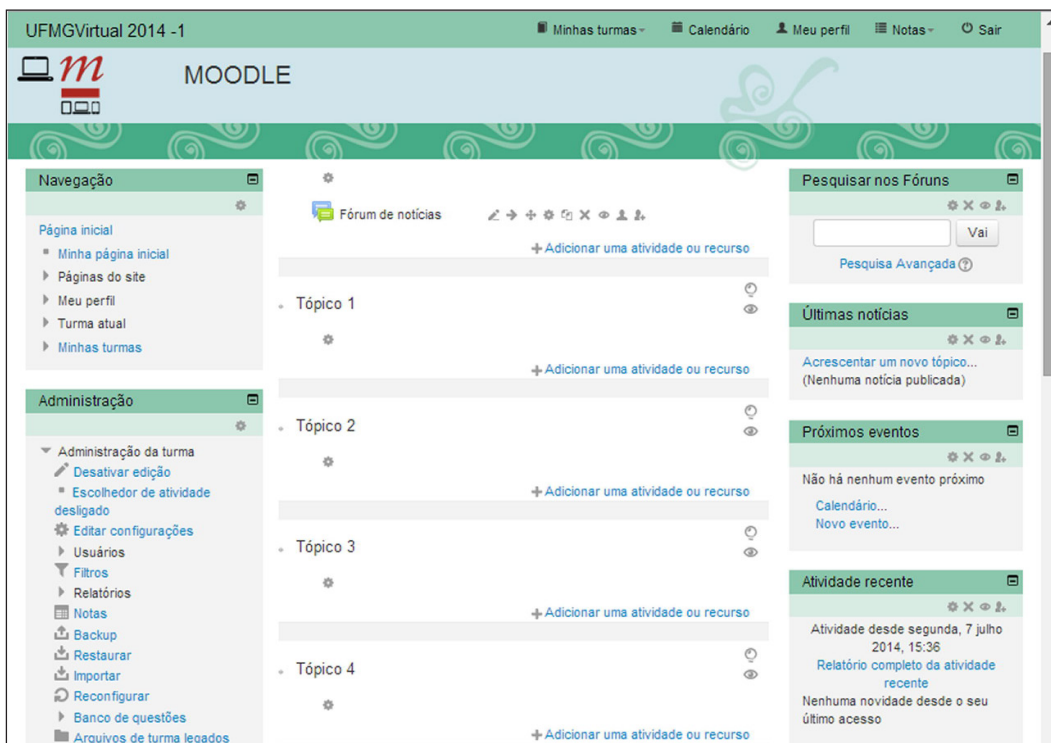 UFMGVirtual 2014 -1
Minhas turmas
Calendário
Meu perfil
Notas
Sair
m
MOODLE
Navegação
Página inicial
Minha página inicial
Páginas do site
Meu perfil
Turma atual
Minhas turmas
Administração
Administração da turma
Desativar edição
Escolhedor de atividade
desligado
Editar configurações
Usuários
Filtros
Relatórios
Notas
Backup
Restaurar
Importar
Reconfigurar
Banco de questões
Arquivos de turma legados
Fórum de notícias
Adicionar uma atividade ou recurso
Tópico 1
Adicionar uma atividade ou recurso
Tópico 2
Adicionar uma atividade ou recurso
Tópico 3
Adicionar uma atividade ou recurso
Tópico 4
Adicionar uma atividade ou recurso
Pesquisar nos Fóruns
Vai
Pesquisa Avançada
Últimas notícias
Acrescentar um novo tópico...
(Nenhuma notícia publicada)
Próximos eventos
Não há nenhum evento próximo
Calendário...
Novo evento...
Atividade recente
Atividade desde segunda, 7 julho
2014, 15:36
Relatório completo da atividade
recente
Nenhuma novidade desde o seu
último acesso